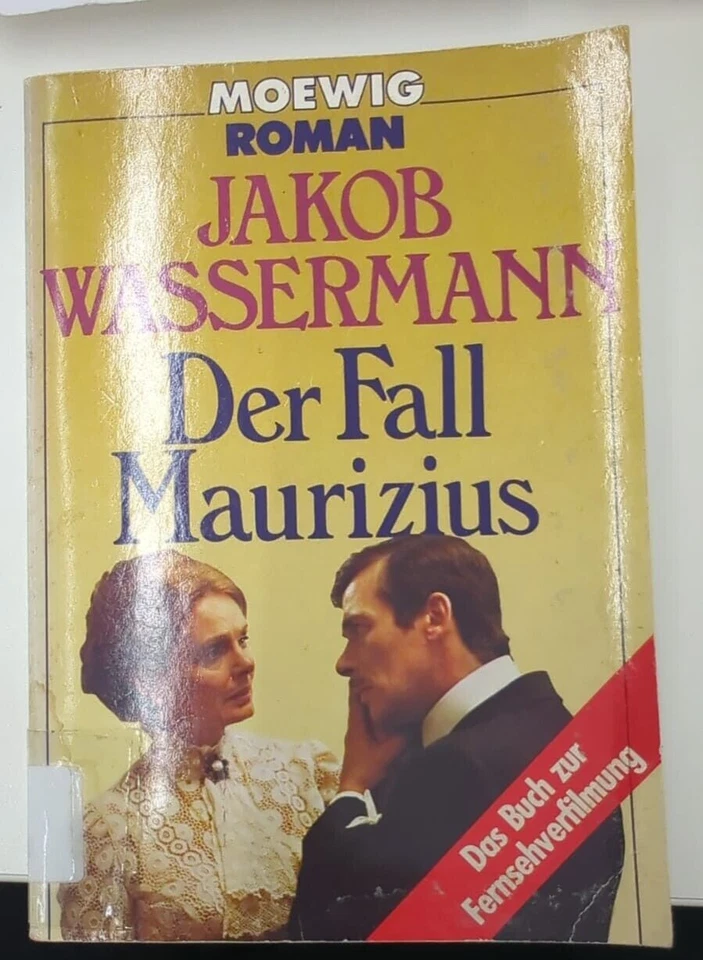 MOEWIG
ROMAN
JAKOB
WASSERMANN
Der Fall
Maurizius
Das Buch zur
Fernsehverfilmung